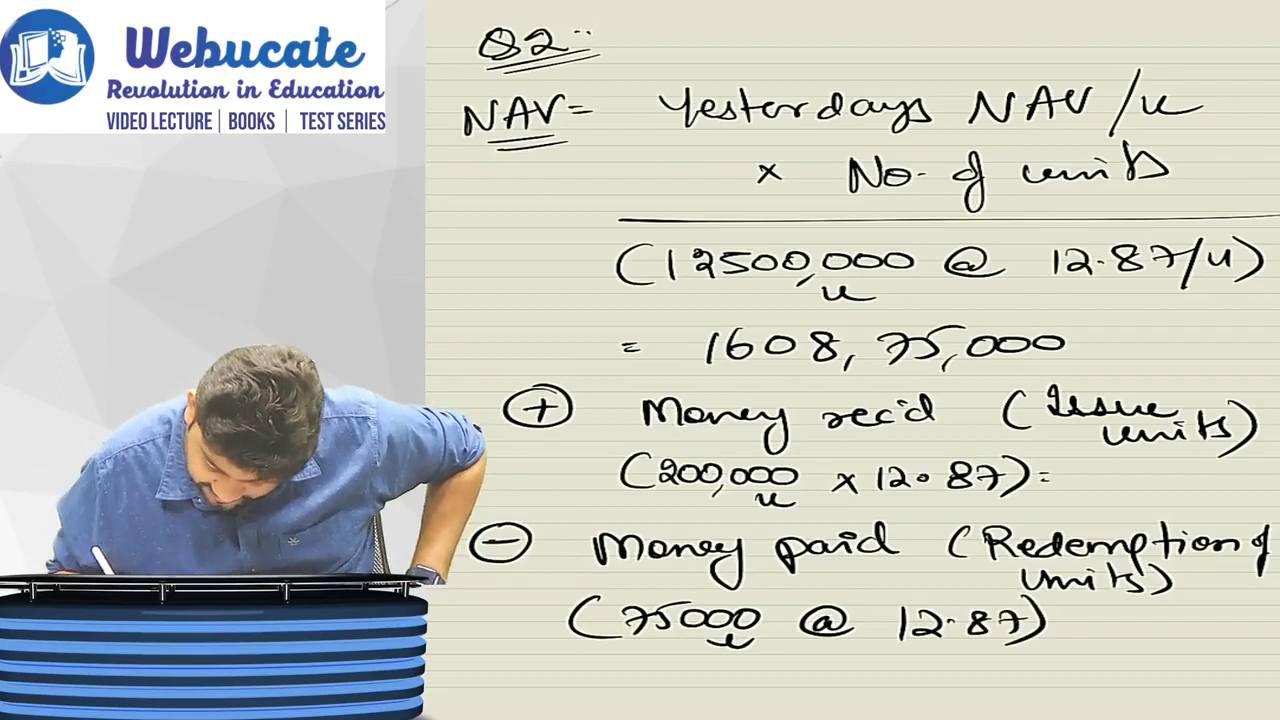 Webucate
Revolution in Education
VIDEO LECTURE | BOOKS | TEST SERIES
Q2:
NAV= Yesterdays NAV/u
x No. of units
(12500,000 @ 12.87/u)
u
= 1608,75,000
+ Money rec'd (Issue units)
(200,000 x 12.87)=
u
- Money paid (Redemption of units)
(75000 @ 12.87)
u